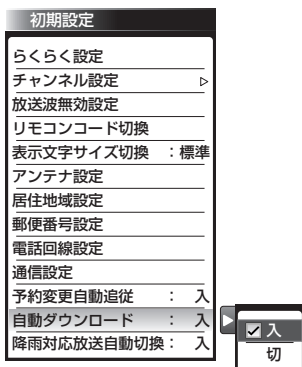 初期設定
らくらく設定
チャンネル設定
放送波無効設定
リモコンコード切換
表示文字サイズ切換 ：標準
アンテナ設定
居住地域設定
郵便番号設定
電話回線設定
通信設定
予約変更自動追従 ： 入
自動ダウンロード ： 入
降雨対応放送自動切換： 入
入
切